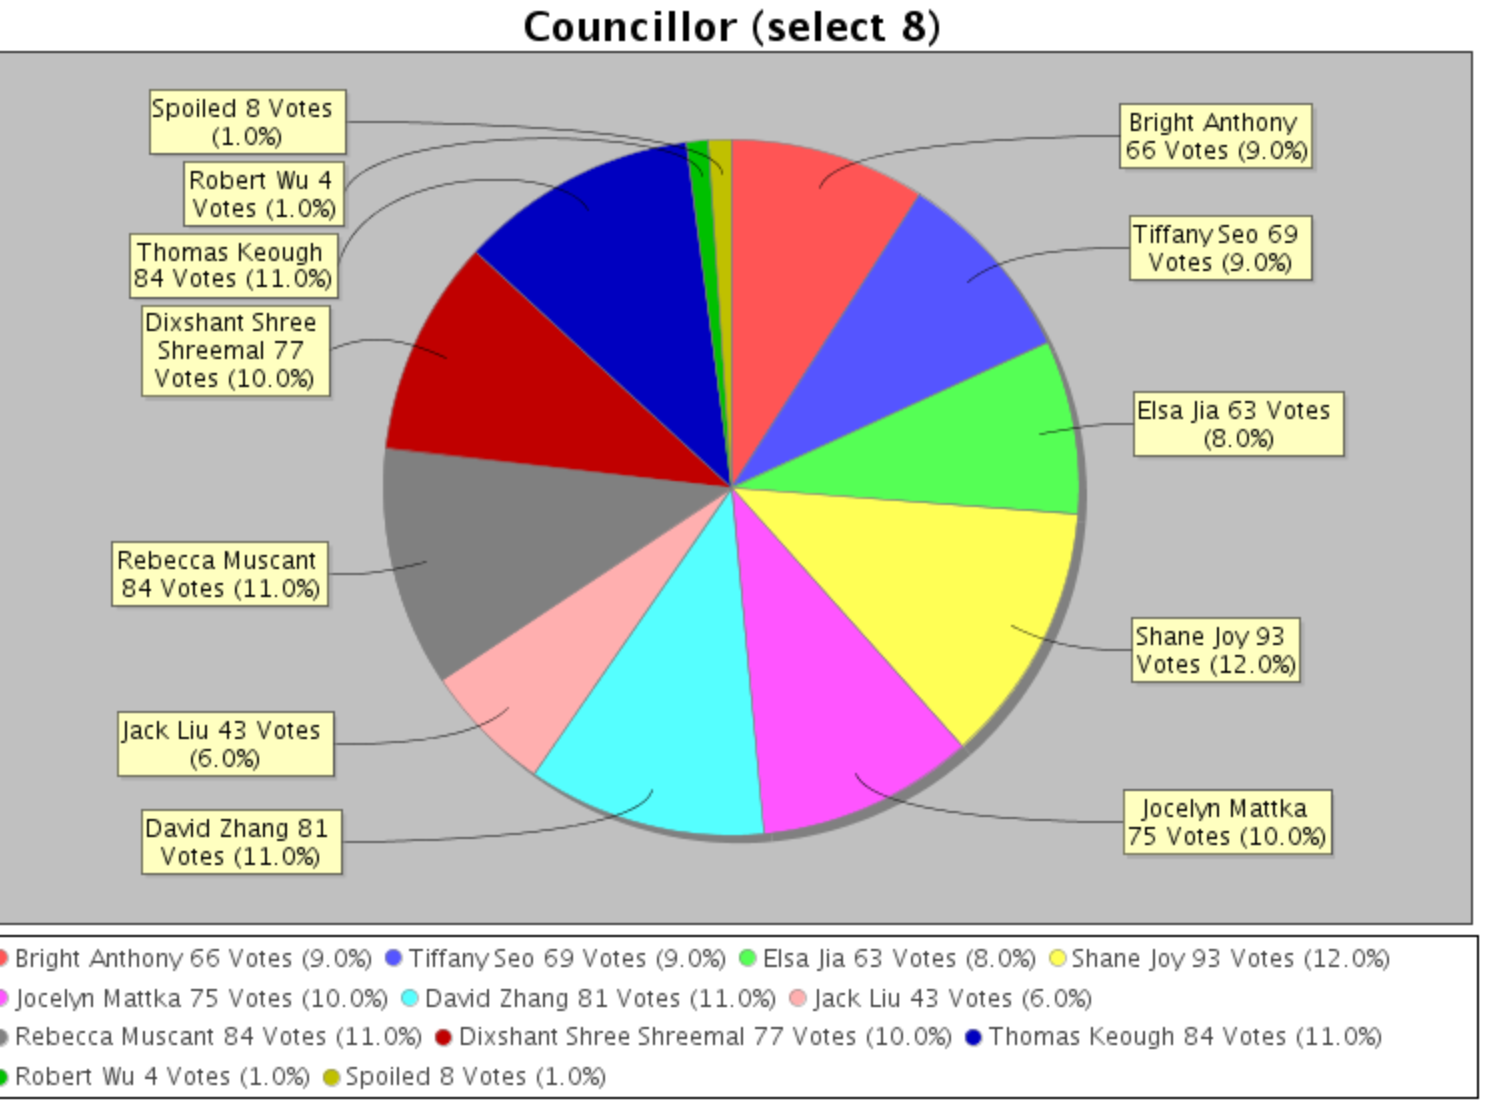 Councillor (select 8)
Spoiled 8 Votes
(1.0%)
Robert Wu 4
Votes (1.0%)
Thomas Keough
84 Votes (11.0%)
Dixshant Shree
Shreemal 77
Votes (10.0%)
Rebecca Muscant
84 Votes (11.0%)
Jack Liu 43 Votes
(6.0%)
David Zhang 81
Votes (11.0%)
Bright Anthony
66 Votes (9.0%)
Tiffany Seo 69
Votes (9.0%)
Elsa Jia 63 Votes
(8.0%)
Shane Joy 93
Votes (12.0%)
Jocelyn Mattka
75 Votes (10.0%)
Bright Anthony 66 Votes (9.0%) Tiffany Seo 69 Votes (9.0%) Elsa Jia 63 Votes (8.0%) Shane Joy 93 Votes (12.0%)
Jocelyn Mattka 75 Votes (10.0%) David Zhang 81 Votes (11.0%) Jack Liu 43 Votes (6.0%)
Rebecca Muscant 84 Votes (11.0%) Dixshant Shree Shreemal 77 Votes (10.0%) Thomas Keough 84 Votes (11.0%)
Robert Wu 4 Votes (1.0%) Spoiled 8 Votes (1.0%)